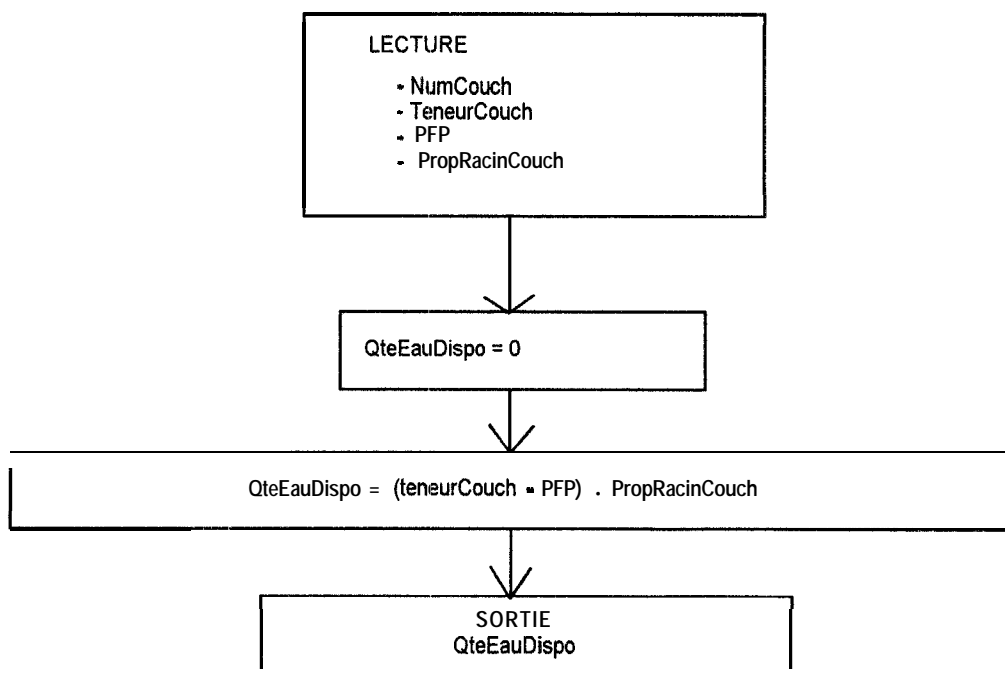 LECTURE
- NumCouch
- TeneurCouch
- PFP
- PropRacinCouch
QteEauDispo = 0
QteEauDispo = (teneurCouch - PFP) . PropRacinCouch
SORTIE
QteEauDispo